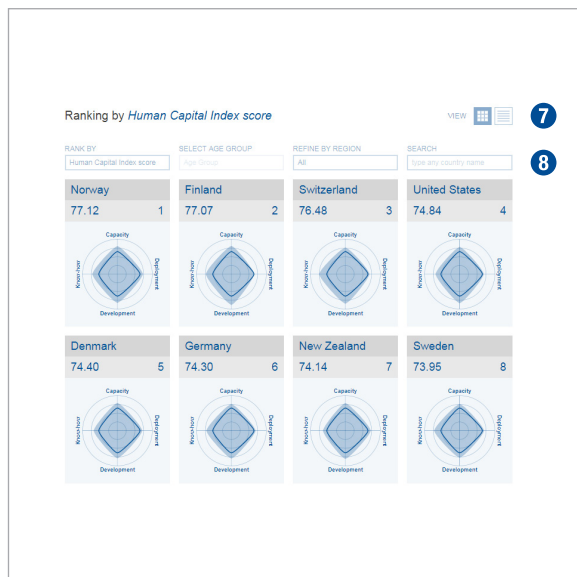 Ranking by Human Capital Index score
VIEW
7
RANK BY
SELECT AGE GROUP
REFINE BY REGION
SEARCH
Human Capital Index score
Age Group
All
type any country name
8
Norway
77.12 1
Capacity
Know-how
Deployment
Development
Finland
77.07 2
Capacity
Know-how
Deployment
Development
Switzerland
76.48 3
Capacity
Know-how
Deployment
Development
United States
74.84 4
Capacity
Know-how
Deployment
Development
Denmark
74.40 5
Capacity
Know-how
Deployment
Development
Germany
74.30 6
Capacity
Know-how
Deployment
Development
New Zealand
74.14 7
Capacity
Know-how
Deployment
Development
Sweden
73.95 8
Capacity
Know-how
Deployment
Development